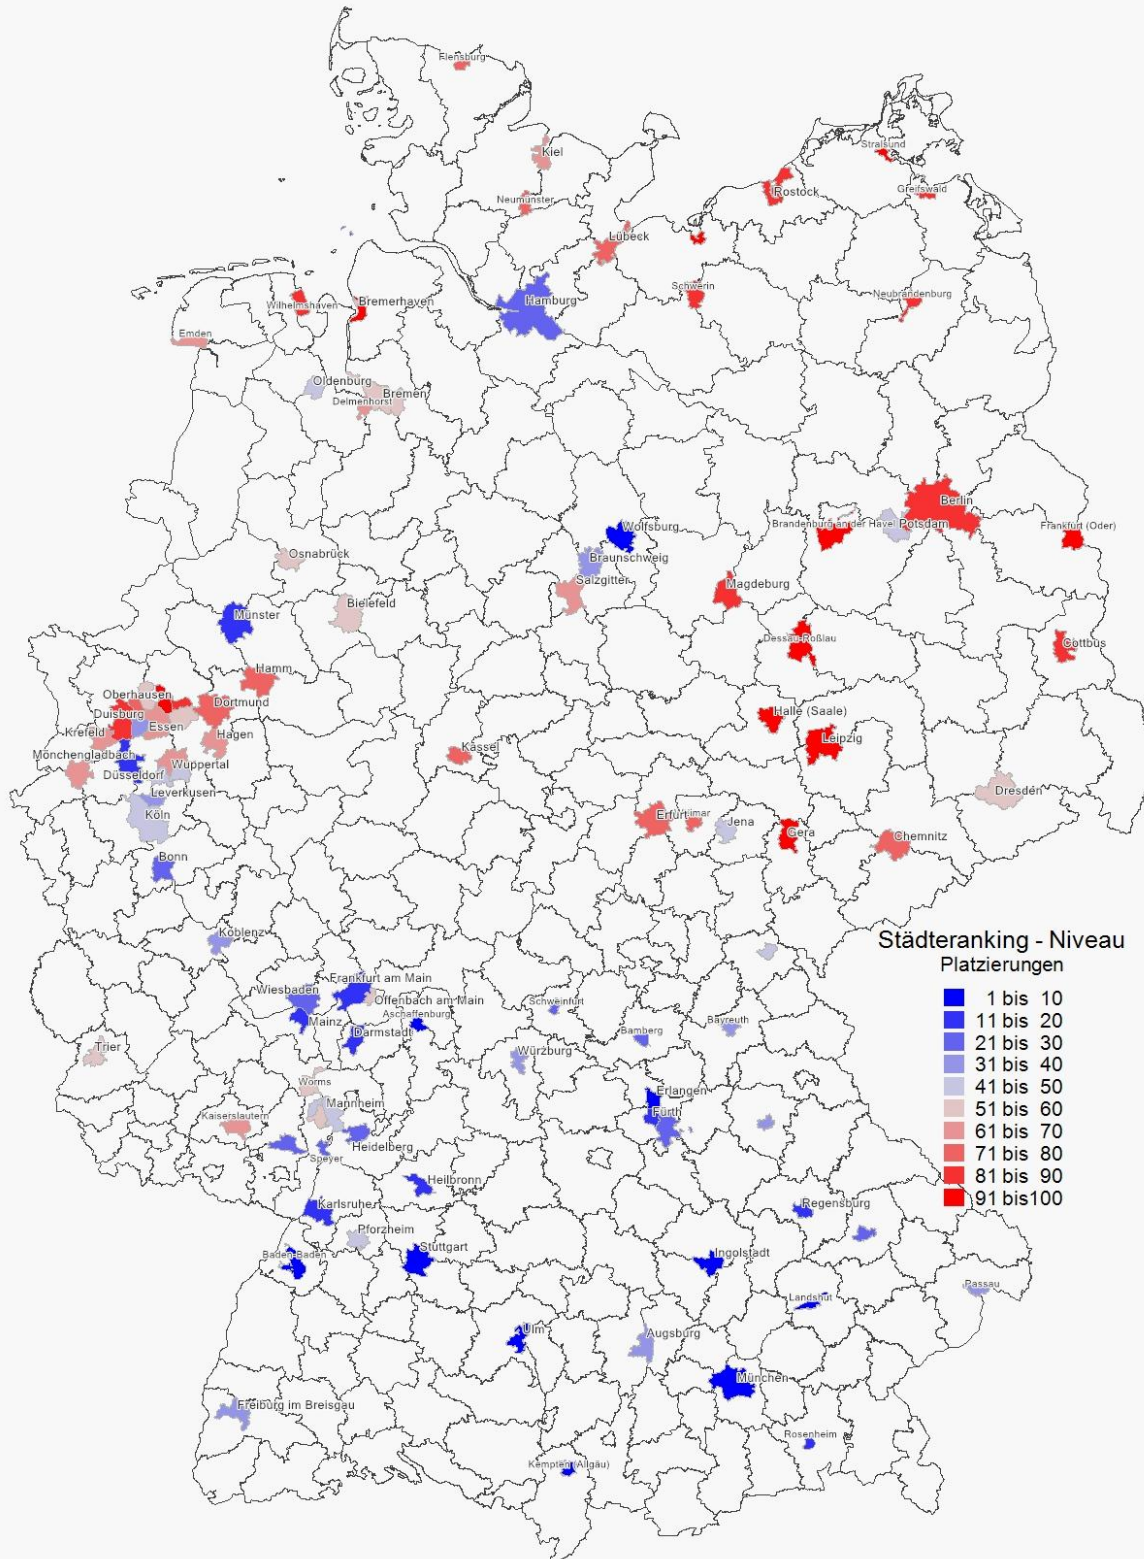 Flensburg
Kiel
Stralsund
Rostock
Greifswald
Neumünster
Lübeck
Schwerin
Neubrandenburg
Hamburg
Wilhelmshaven
Bremerhaven
Emden
Oldenburg
Bremen
Delmenhorst
Berlin
Brandenburg an der Havel
Potsdam
Frankfurt (Oder)
Wolfsburg
Osnabrück
Braunschweig
Salzgitter
Magdeburg
Münster
Bielefeld
Dessau-Roßlau
Cottbus
Hamm
Oberhausen
Dortmund
Duisburg
Halle (Saale)
Essen
Krefeld
Hagen
Leipzig
Kassel
Mönchengladbach
Wuppertal
Düsseldorf
Leverkusen
Dresden
Köln
Erfurt
imar
Jena
Gera
Chemnitz
Bonn
Koblenz
Städteranking - Niveau
Platzierungen
1 bis 10
11 bis 20
21 bis 30
31 bis 40
41 bis 50
51 bis 60
61 bis 70
71 bis 80
81 bis 90
91 bis100
Frankfurt am Main
Wiesbaden
Offenbach am Main
Schweinfurt
Aschaffenburg
Mainz
Darmstadt
Bamberg
Bayreuth
Trier
Würzburg
Worms
Erlangen
Mannheim
Kaiserslautern
Fürth
Heidelberg
Speyer
Heilbronn
Karlsruhe
Regensburg
Pforzheim
Stuttgart
Baden-Baden
Ingolstadt
Passau
Landshut
Ulm
Augsburg
München
Freiburg im Breisgau
Rosenheim
Kempten (Allgäu)